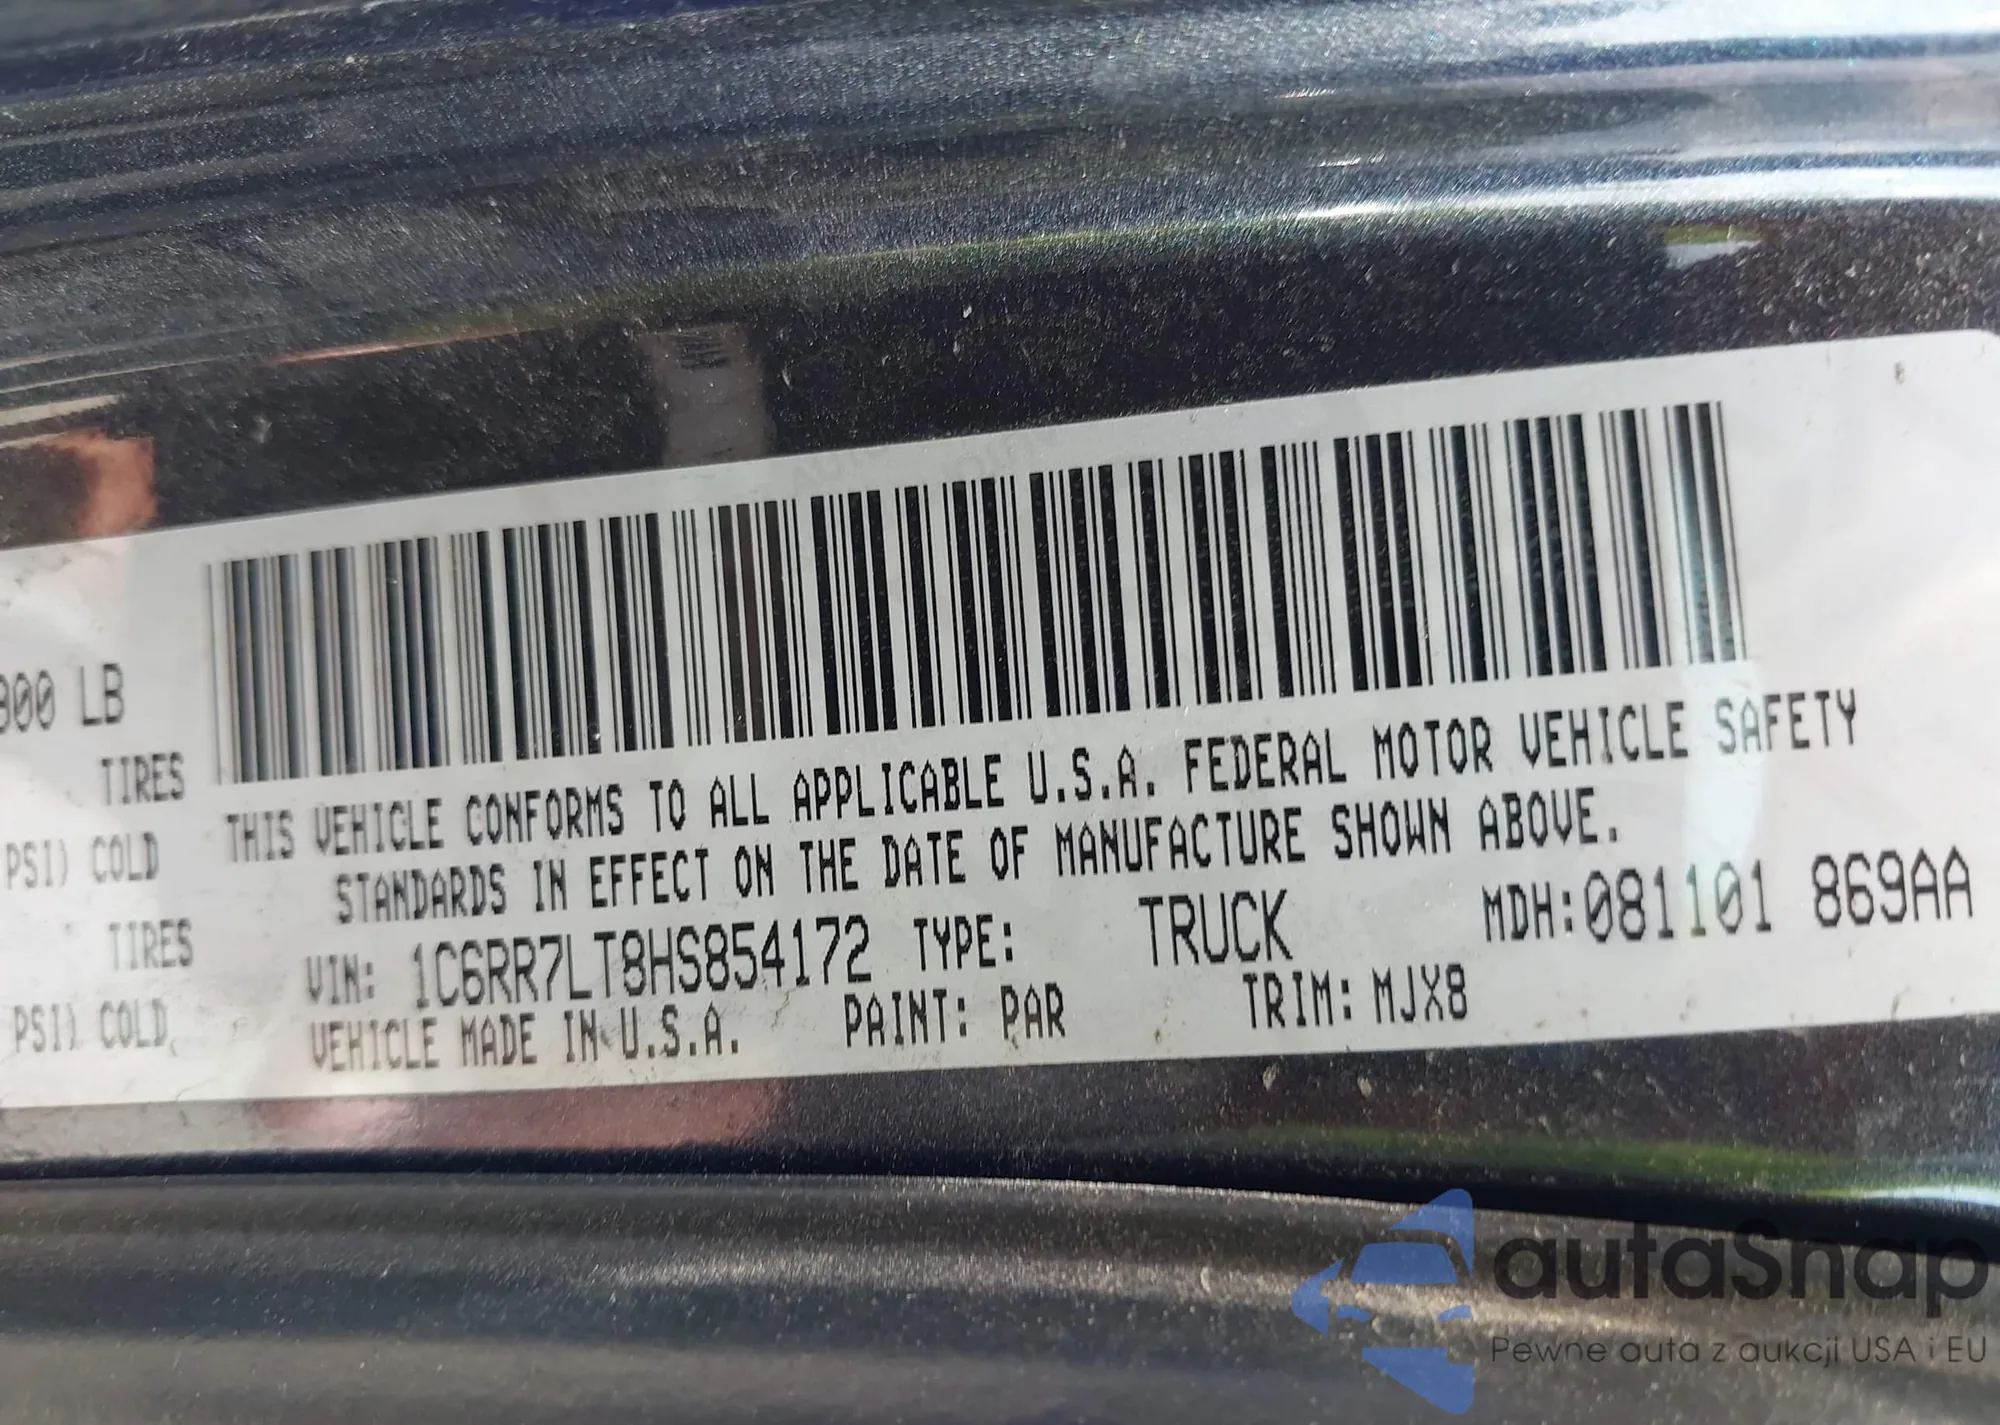 LB
TIRES
PSI) COLD
TIRES
PSI) COLD
THIS VEHICLE CONFORMS TO ALL APPLICABLE U.S.A. FEDERAL MOTOR VEHICLE SAFETY
STANDARDS IN EFFECT ON THE DATE OF MANUFACTURE SHOWN ABOVE.
VIN: 1C6RR7LT8HS854172 TYPE: TRUCK MDH:081101 869AA
VEHICLE MADE IN U.S.A. PAINT: PAR TRIM: MJX8
autaSnap
Pewne auta z aukcji USA i EU